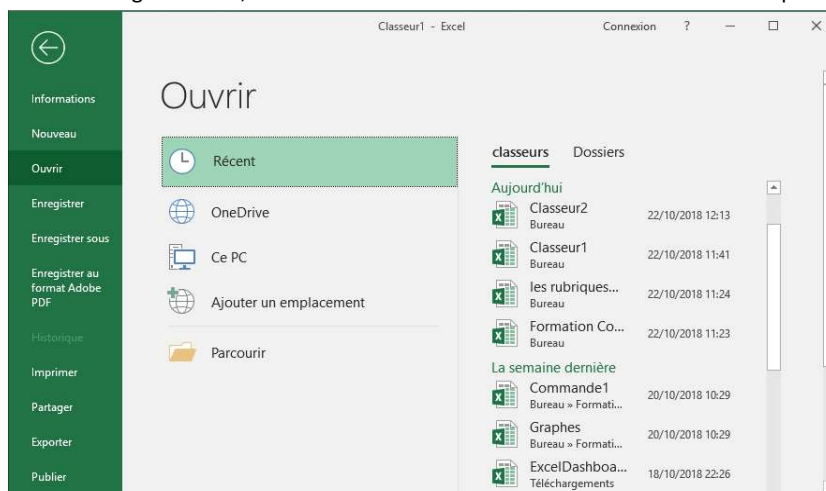 Classeur1 - Excel
Connexion ?
Informations
Nouveau
Ouvrir
Enregistrer
Enregistrer sous
Enregistrer au
format Adobe
PDF
Historique
Imprimer
Partager
Exporter
Publier
Ouvrir
Récent
OneDrive
Ce PC
Ajouter un emplacement
Parcourir
classeurs Dossiers
Aujourd'hui
Classeur2 22/10/2018 12:13
Bureau
Classeur1 22/10/2018 11:41
Bureau
les rubriques... 22/10/2018 11:24
Bureau
Formation Co... 22/10/2018 11:23
Bureau
La semaine dernière
Commande1 20/10/2018 10:29
Bureau » Formati...
Graphes 20/10/2018 10:29
Bureau » Formati...
ExcelDashboa... 18/10/2018 22:26
Téléchargements